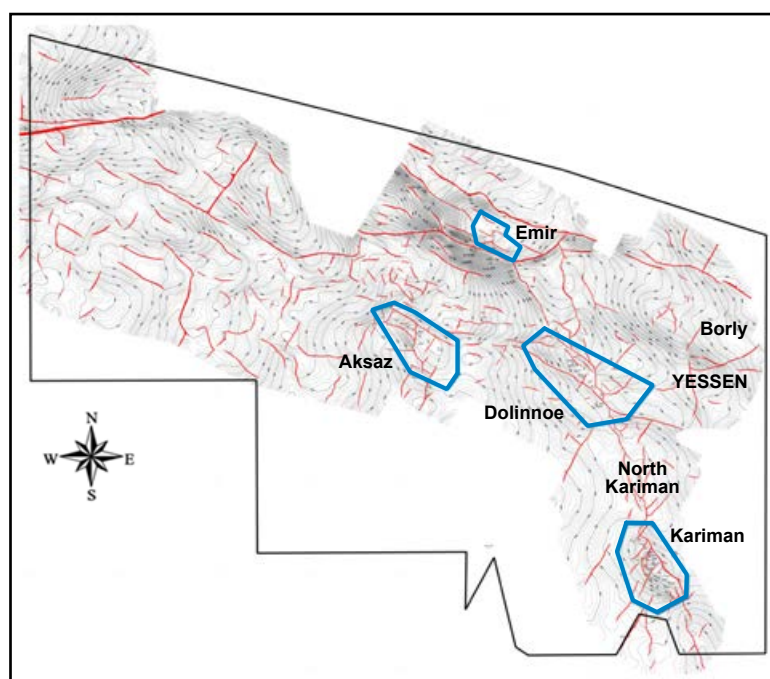 Emir
Borly
Aksaz
YESSEN
Dolinnoe
N
W E
S
North
Kariman
Kariman